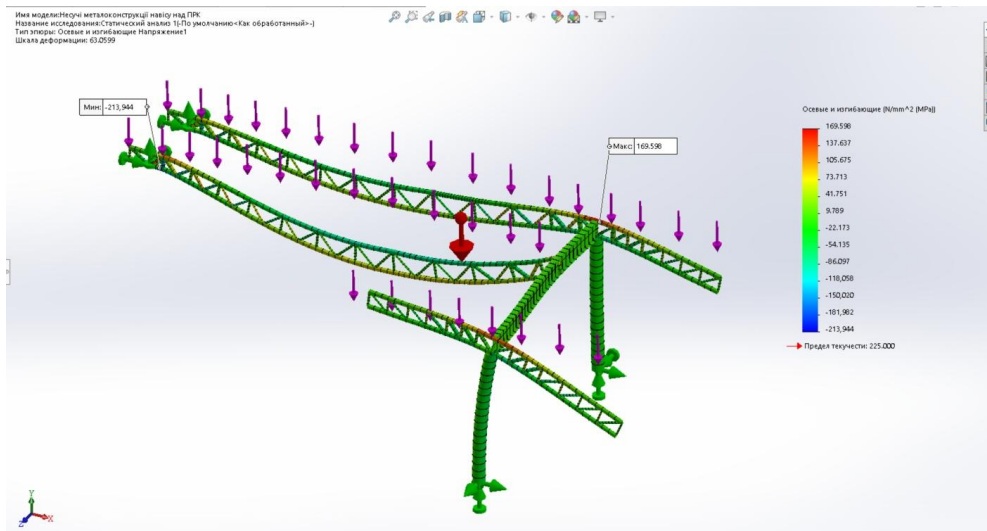 Имя модели:Несучі металоконструкції навісу над ПРК
Название исследования:Статический анализ 1(-По умолчанию<Как обработанный>-)
Тип эпюры: Осевые и изгибающие Напряжение1
Шкала деформации: 63.0599
Мин: -213,944
Макс: 169.598
Осевые и изгибающие (N/mm^2 (MPa))
169.598
137.637
105.675
73.713
41.751
9.789
-22.173
-54.135
-86.097
-118,058
-150,020
-181,982
-213,944
Предел текучести: 225.000
Y
X
Z